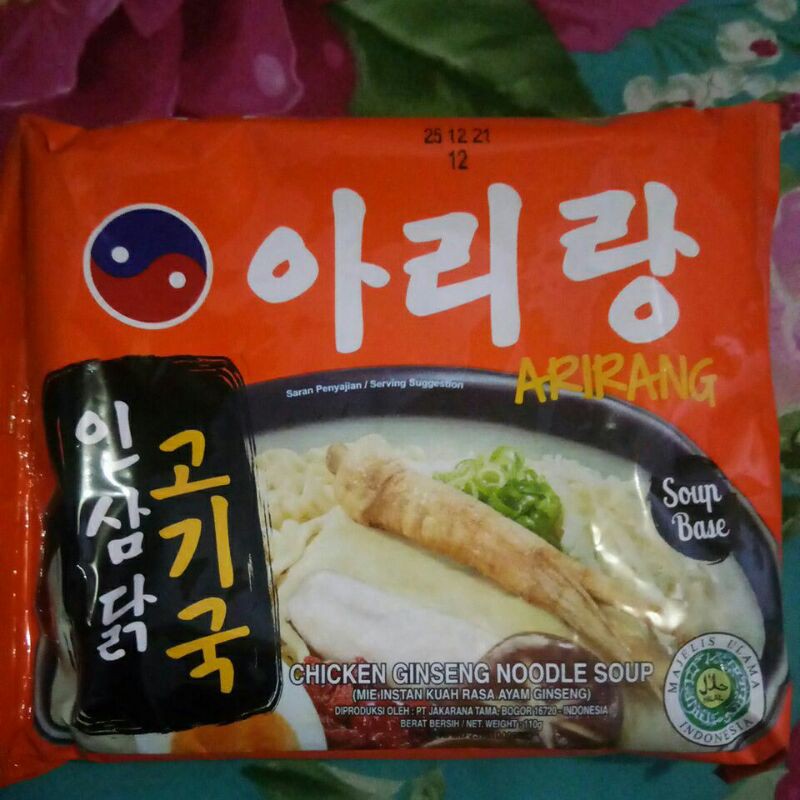 25 12 21
12
아리랑
ARIRANG
Saran Penyajian / Serving Suggestion
인삼닭
고기국
Soup
Base
CHICKEN GINSENG NOODLE SOUP
(MIE INSTAN KUAH RASA AYAM GINSENG)
DIPRODUKSI OLEH : PT JAKARANA TAMA, BOGOR 16720 - INDONESIA
BERAT BERSIH / NET. WEIGHT : 110g
MAJELIS ULAMA
حلال
HALAL
INDONESIA